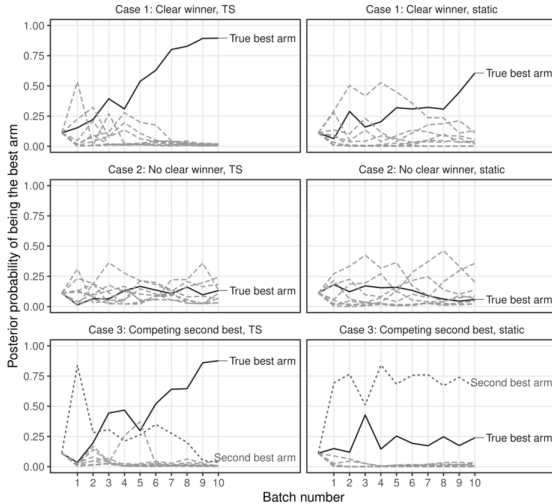 Case 1: Clear winner, TS
Case 1: Clear winner, static
1.00
0.75
0.50
0.25
0.00
True best arm
True best arm
Case 2: No clear winner, TS
Case 2: No clear winner, static
1.00
0.75
0.50
0.25
0.00
True best arm
True best arm
Case 3: Competing second best, TS
Case 3: Competing second best, static
1.00
0.75
0.50
0.25
0.00
True best arm
Second best arm
Second best arm
True best arm
1 2 3 4 5 6 7 8 9 10
1 2 3 4 5 6 7 8 9 10
Posterior probability of being the best arm
Batch number